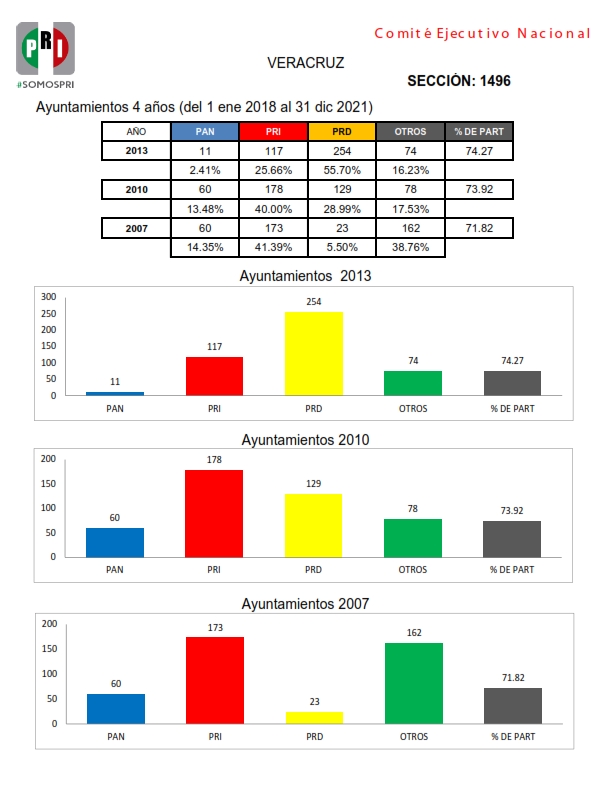 Comité Ejecutivo Nacional
PRI
#SOMOSPRI
VERACRUZ
SECCIÓN: 1496
Ayuntamientos 4 años (del 1 ene 2018 al 31 dic 2021)
AÑO PAN PRI PRD OTROS % DE PART
2013 11 117 254 74 74.27
2.41% 25.66% 55.70% 16.23%
2010 60 178 129 78 73.92
13.48% 40.00% 28.99% 17.53%
2007 60 173 23 162 71.82
14.35% 41.39% 5.50% 38.76%
Ayuntamientos 2013
300
250
200
150
100
50
0
11 117 254 74 74.27
PAN PRI PRD OTROS % DE PART
Ayuntamientos 2010
200
150
100
50
0
60 178 129 78 73.92
PAN PRI PRD OTROS % DE PART
Ayuntamientos 2007
200
150
100
50
0
60 173 23 162 71.82
PAN PRI PRD OTROS % DE PART